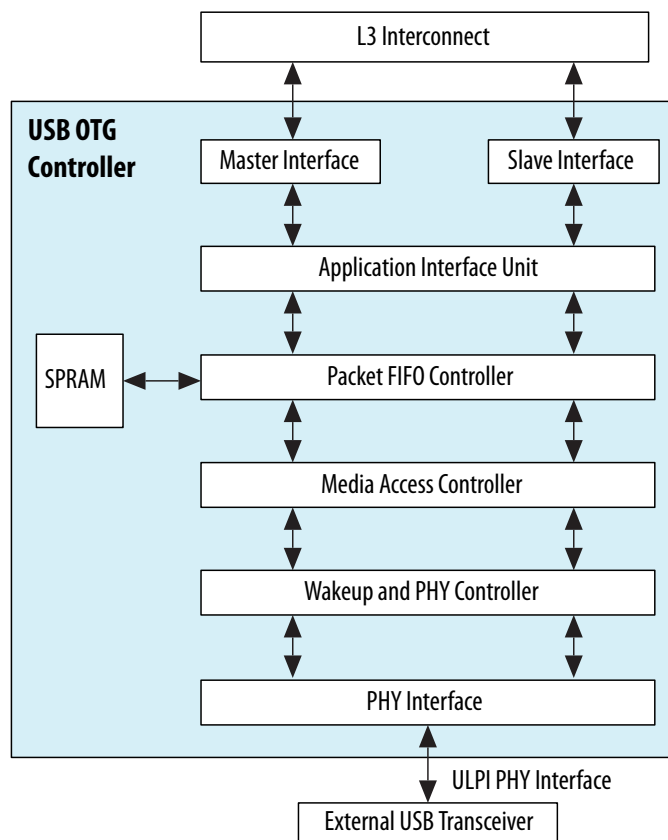 L3 Interconnect
USB OTG
Controller
Master Interface
Slave Interface
Application Interface Unit
SPRAM
Packet FIFO Controller
Media Access Controller
Wakeup and PHY Controller
PHY Interface
ULPI PHY Interface
External USB Transceiver